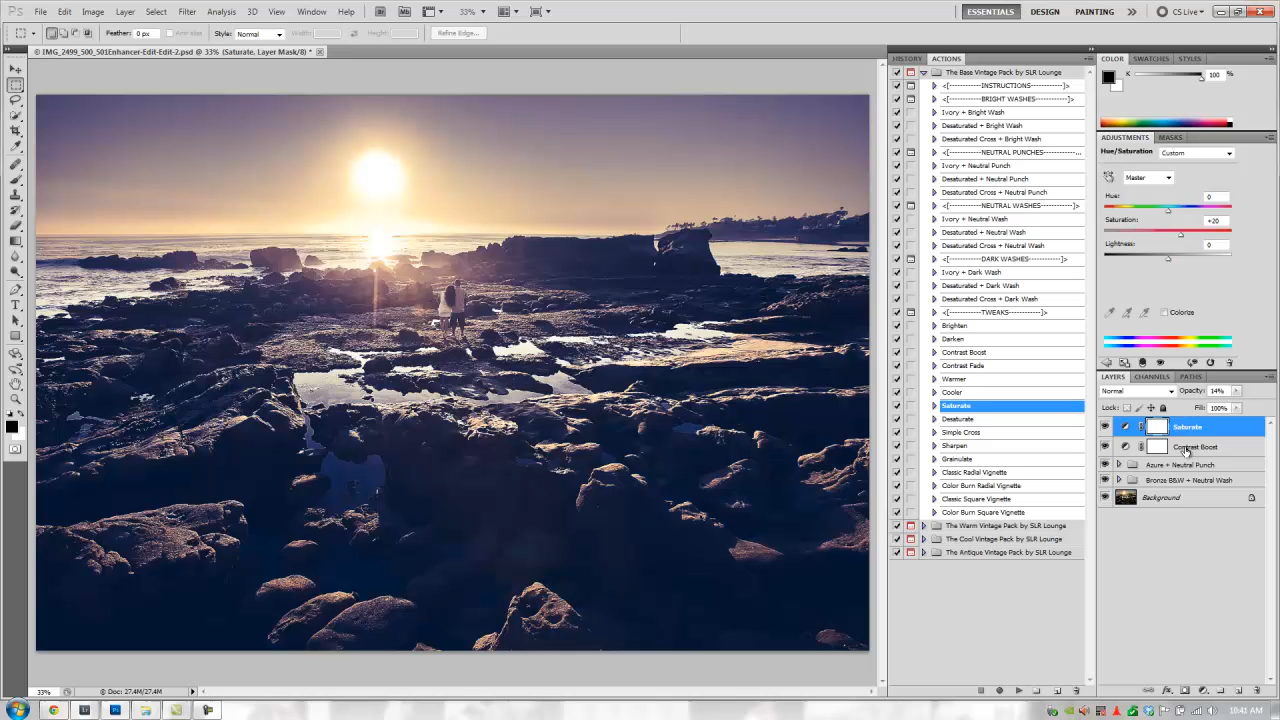 Ps File Edit Image Layer Select Filter Analysis 3D View Window Help Br Mb 33% ESSENTIALS DESIGN PAINTING CS Live
Feather: 0 px Anti-alias Style: Normal Width: Height: Refine Edge...
IMG_2499_S00_S01Enhancer-Edit-Edit-2.psd @ 33% (Saturate, Layer Mask/8) *
HISTORY ACTIONS
The Base Vintage Pack by SLR Lounge
<[-----------INSTRUCTIONS-----------]>
<[-----------BRIGHT WASHES-----------]>
Ivory + Bright Wash
Desaturated + Bright Wash
Desaturated Cross + Bright Wash
<[-----------NEUTRAL PUNCHES-----------...
Ivory + Neutral Punch
Desaturated + Neutral Punch
Desaturated Cross + Neutral Punch
<[-----------NEUTRAL WASHES-----------]>
Ivory + Neutral Wash
Desaturated + Neutral Wash
Desaturated Cross + Neutral Wash
<[-----------DARK WASHES-----------]>
Ivory + Dark Wash
Desaturated + Dark Wash
Desaturated Cross + Dark Wash
<[-----------TWEAKS-----------]>
Brighten
Darken
Contrast Boost
Contrast Fade
Warmer
Cooler
Saturate
Desaturate
Simple Cross
Sharpen
Grainulate
Classic Radial Vignette
Color Burn Radial Vignette
Classic Square Vignette
Color Burn Square Vignette
The Warm Vintage Pack by SLR Lounge
The Cool Vintage Pack by SLR Lounge
The Antique Vintage Pack by SLR Lounge
COLOR SWATCHES STYLES
K 100 %
ADJUSTMENTS MASKS
Hue/Saturation Custom
Master
Hue: 0
Saturation: +20
Lightness: 0
Colorize
LAYERS CHANNELS PATHS
Normal Opacity: 14%
Lock: Fill: 100%
Saturate
Contrast Boost
Azure + Neutral Punch
Bronze B&W + Neutral Wash
Background
33% Doc: 27.4M/27.4M
10:41 AM